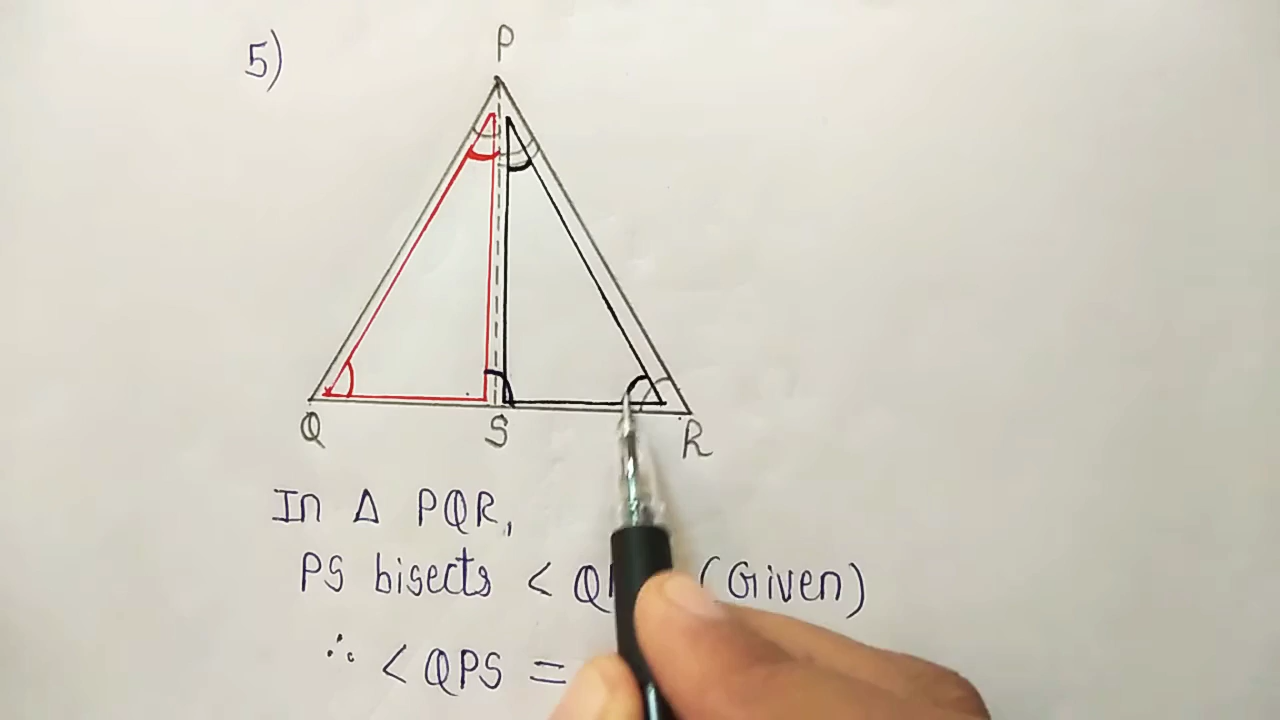 5)
P
Q S R
In Δ PQR,
PS bisects < (Given)
∴ < QPS =